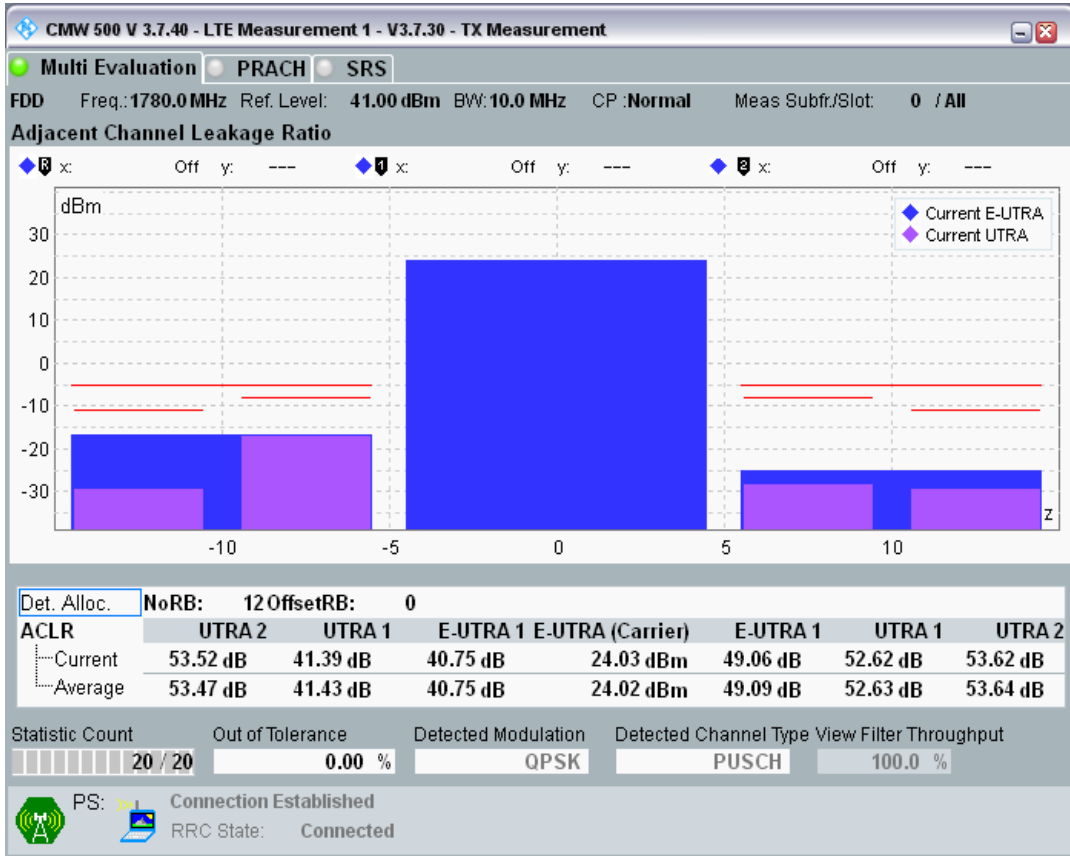 CMW 500 V 3.7.40 - LTE Measurement 1 - V3.7.30 - TX Measurement
Multi Evaluation PRACH SRS
FDD Freq.: 1780.0 MHz Ref. Level: 41.00 dBm BW: 10.0 MHz CP :Normal Meas Subfr./Slot: 0 / All
Adjacent Channel Leakage Ratio
R x: Off y: --- 1 x: Off y: --- 2 x: Off y: ---
dBm
Current E-UTRA
Current UTRA
30
20
10
0
-10
-20
-30
z
-10 -5 0 5 10
Det. Alloc. NoRB: 12 OffsetRB: 0
ACLR UTRA 2 UTRA 1 E-UTRA 1 E-UTRA (Carrier) E-UTRA 1 UTRA 1 UTRA 2
Current 53.52 dB 41.39 dB 40.75 dB 24.03 dBm 49.06 dB 52.62 dB 53.62 dB
Average 53.47 dB 41.43 dB 40.75 dB 24.02 dBm 49.09 dB 52.63 dB 53.64 dB
Statistic Count Out of Tolerance Detected Modulation Detected Channel Type View Filter Throughput
20 / 20 0.00 % QPSK PUSCH 100.0 %
PS: Connection Established
RRC State: Connected